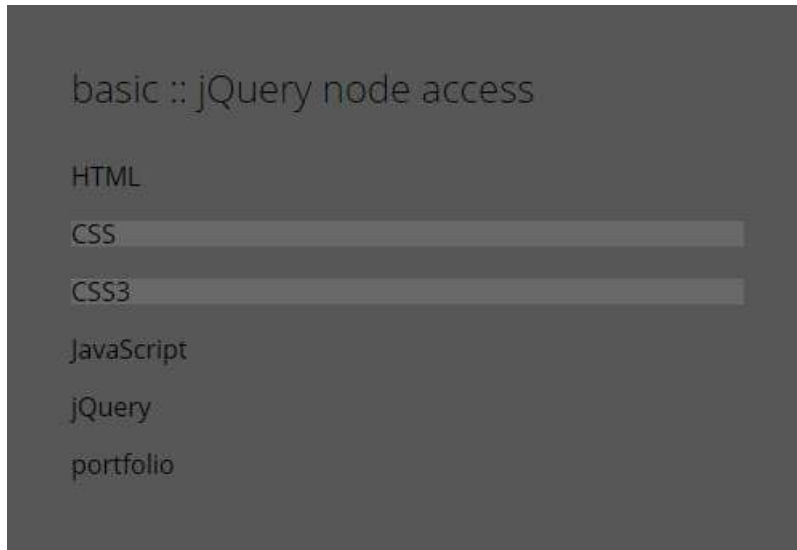 basic :: jQuery node access
HTML
CSS
CSS3
JavaScript
jQuery
portfolio